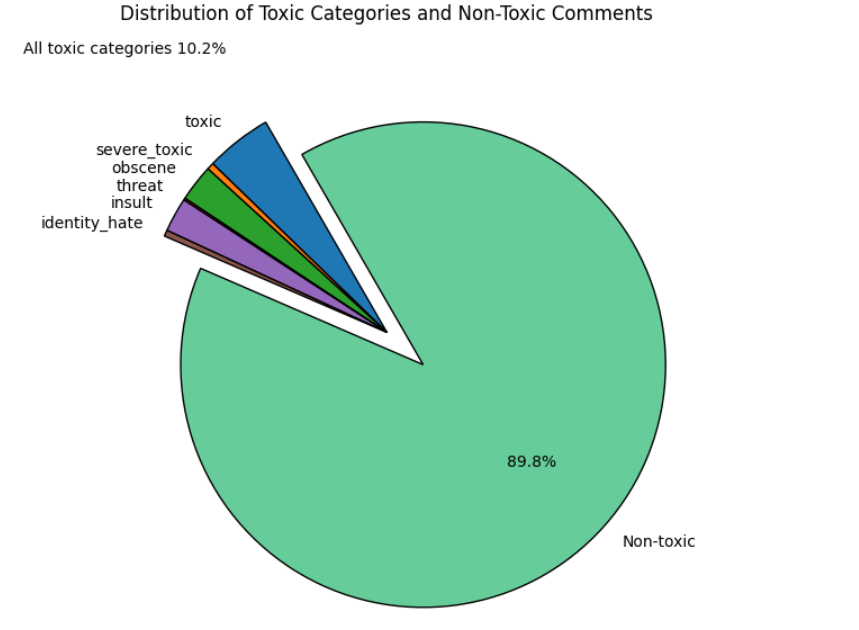 Distribution of Toxic Categories and Non-Toxic Comments
All toxic categories 10.2%
toxic
severe_toxic
obscene
threat
insult
identity_hate
89.8%
Non-toxic